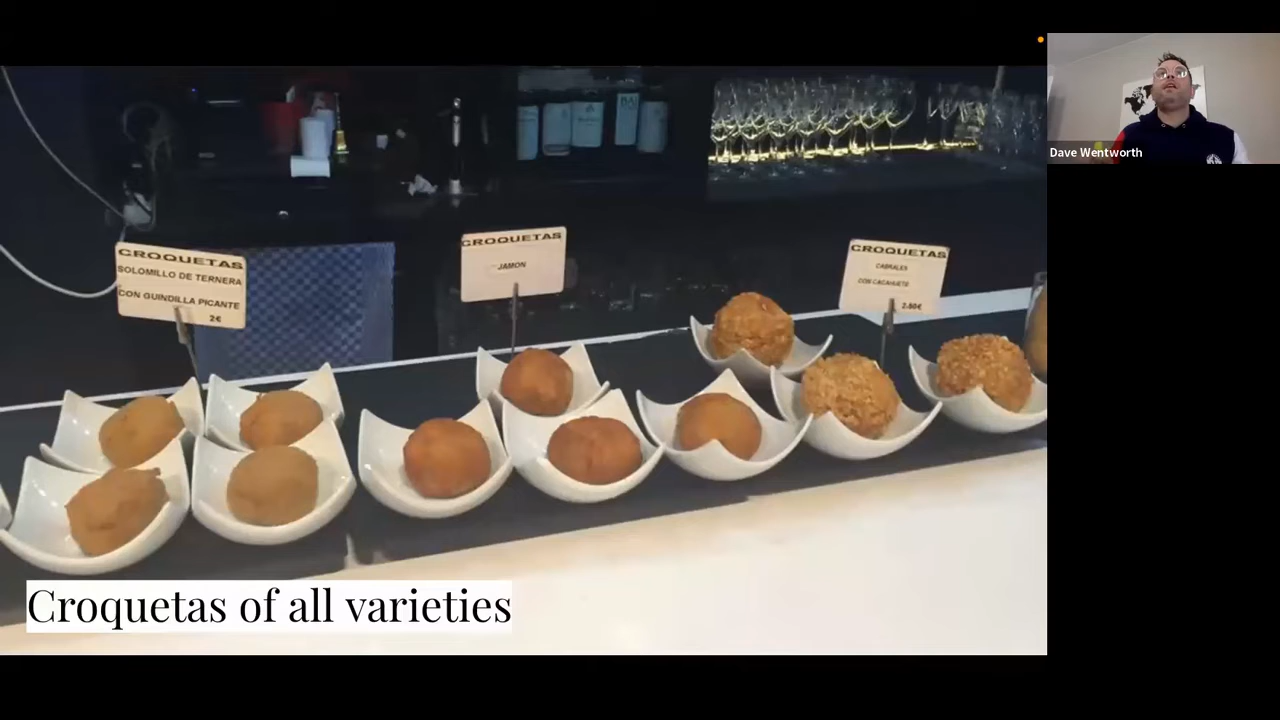 Dave Wentworth
CROQUETAS
SOLOMILLO DE TERNERA
CON GUINDILLA PICANTE
2€
CROQUETAS
JAMON
CROQUETAS
CABRALES
CON CACAHUETE
2.50€
Croquetas of all varieties